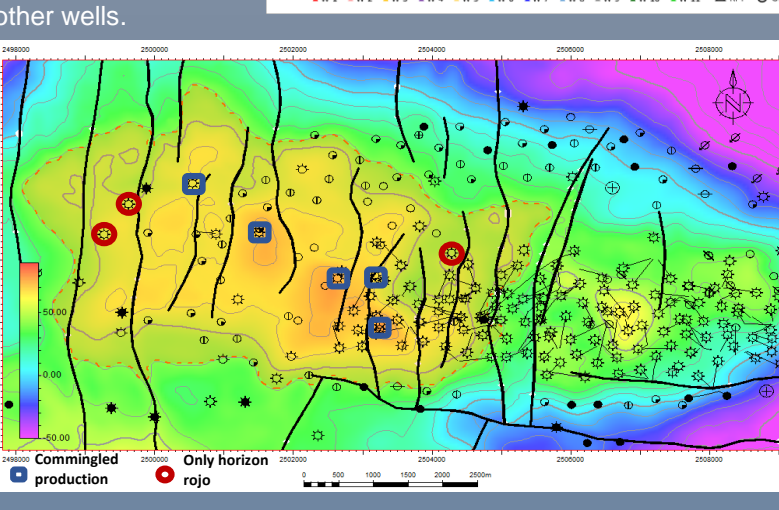 other wells.
2498000 2500000 2502000 2504000 2506000 2508000
N
50.00
0.00
-50.00
2498000 2500000 2502000 2504000 2506000 2508000
Commingled production
Only horizon rojo
0 500 1000 1500 2000 2500m